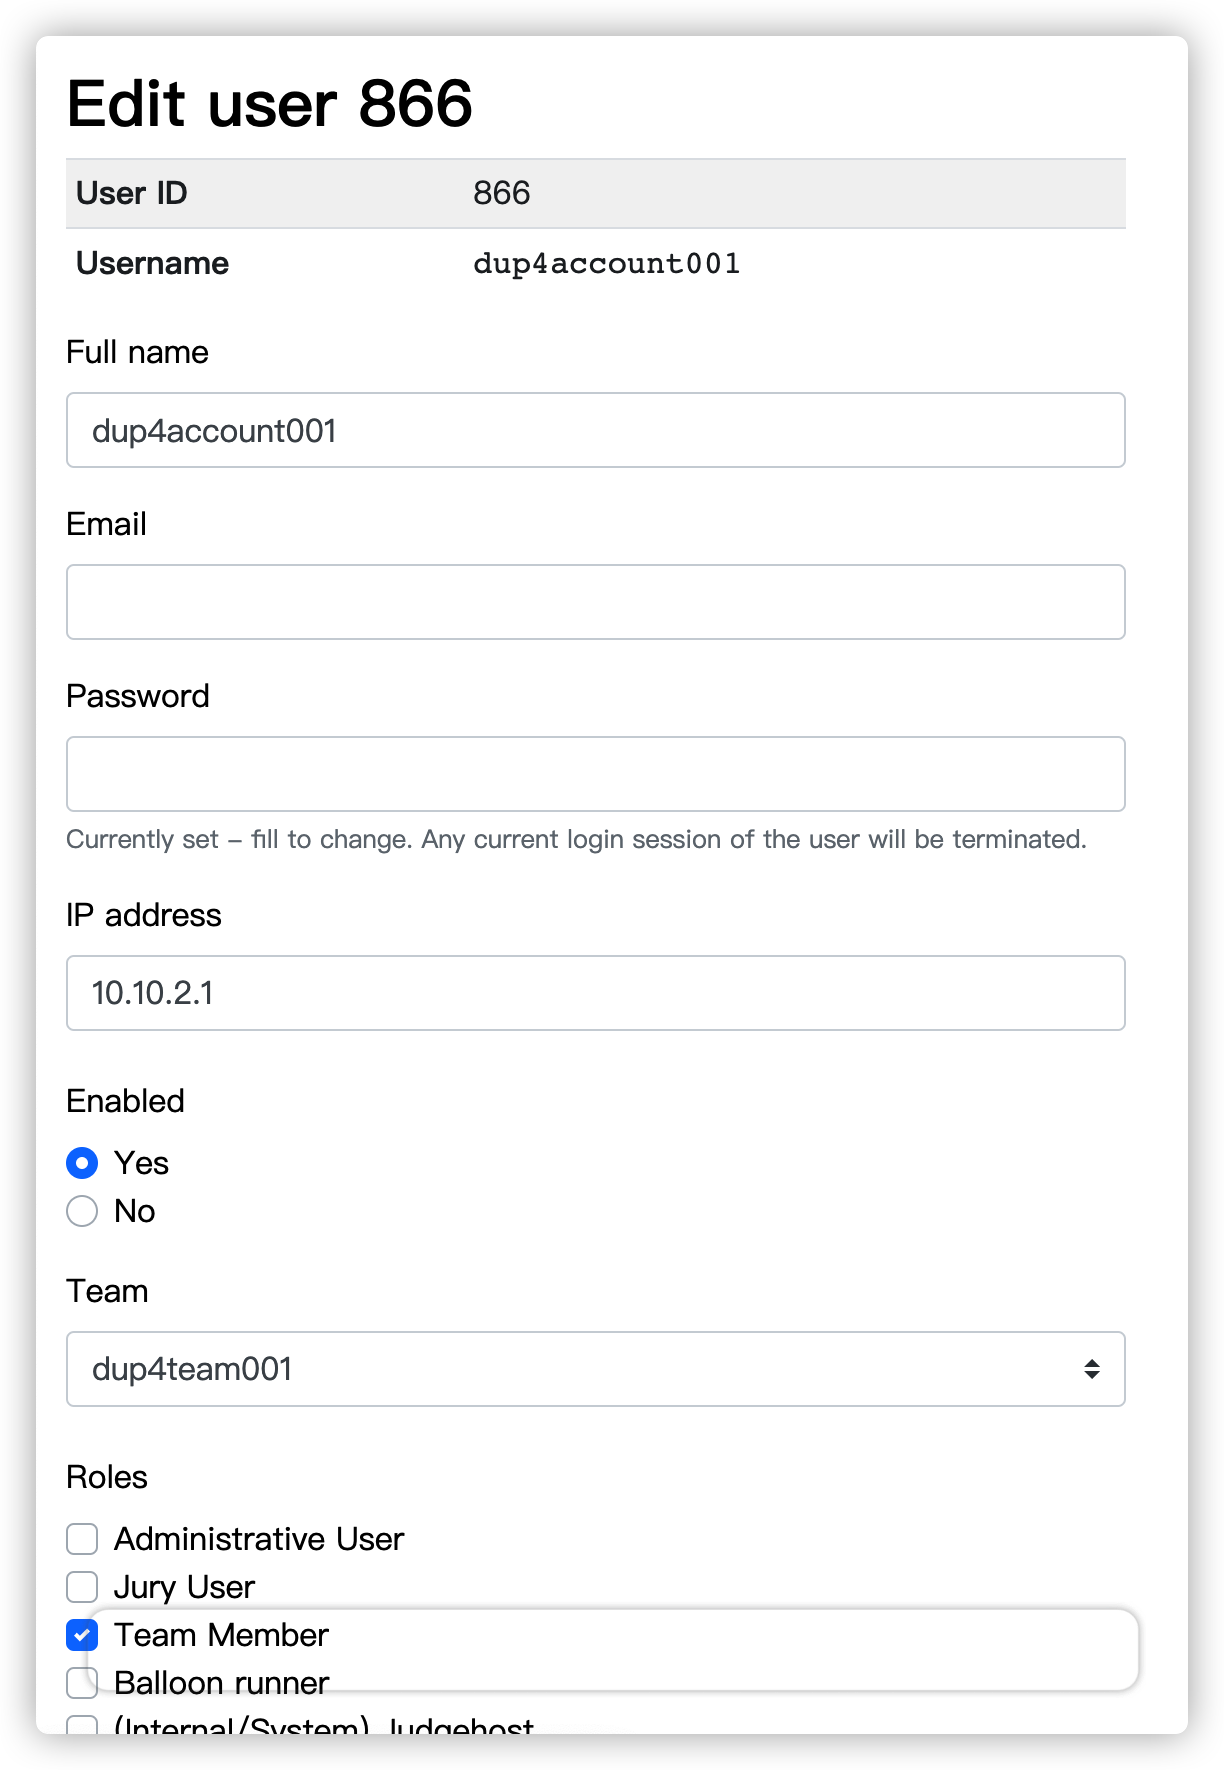 Edit user 866
User ID 866
Username dup4account001
Full name
dup4account001
Email
Password
Currently set – fill to change. Any current login session of the user will be terminated.
IP address
10.10.2.1
Enabled
Yes
No
Team
dup4team001
Roles
Administrative User
Jury User
Team Member
Balloon runner
(Internal/System) Judgehost